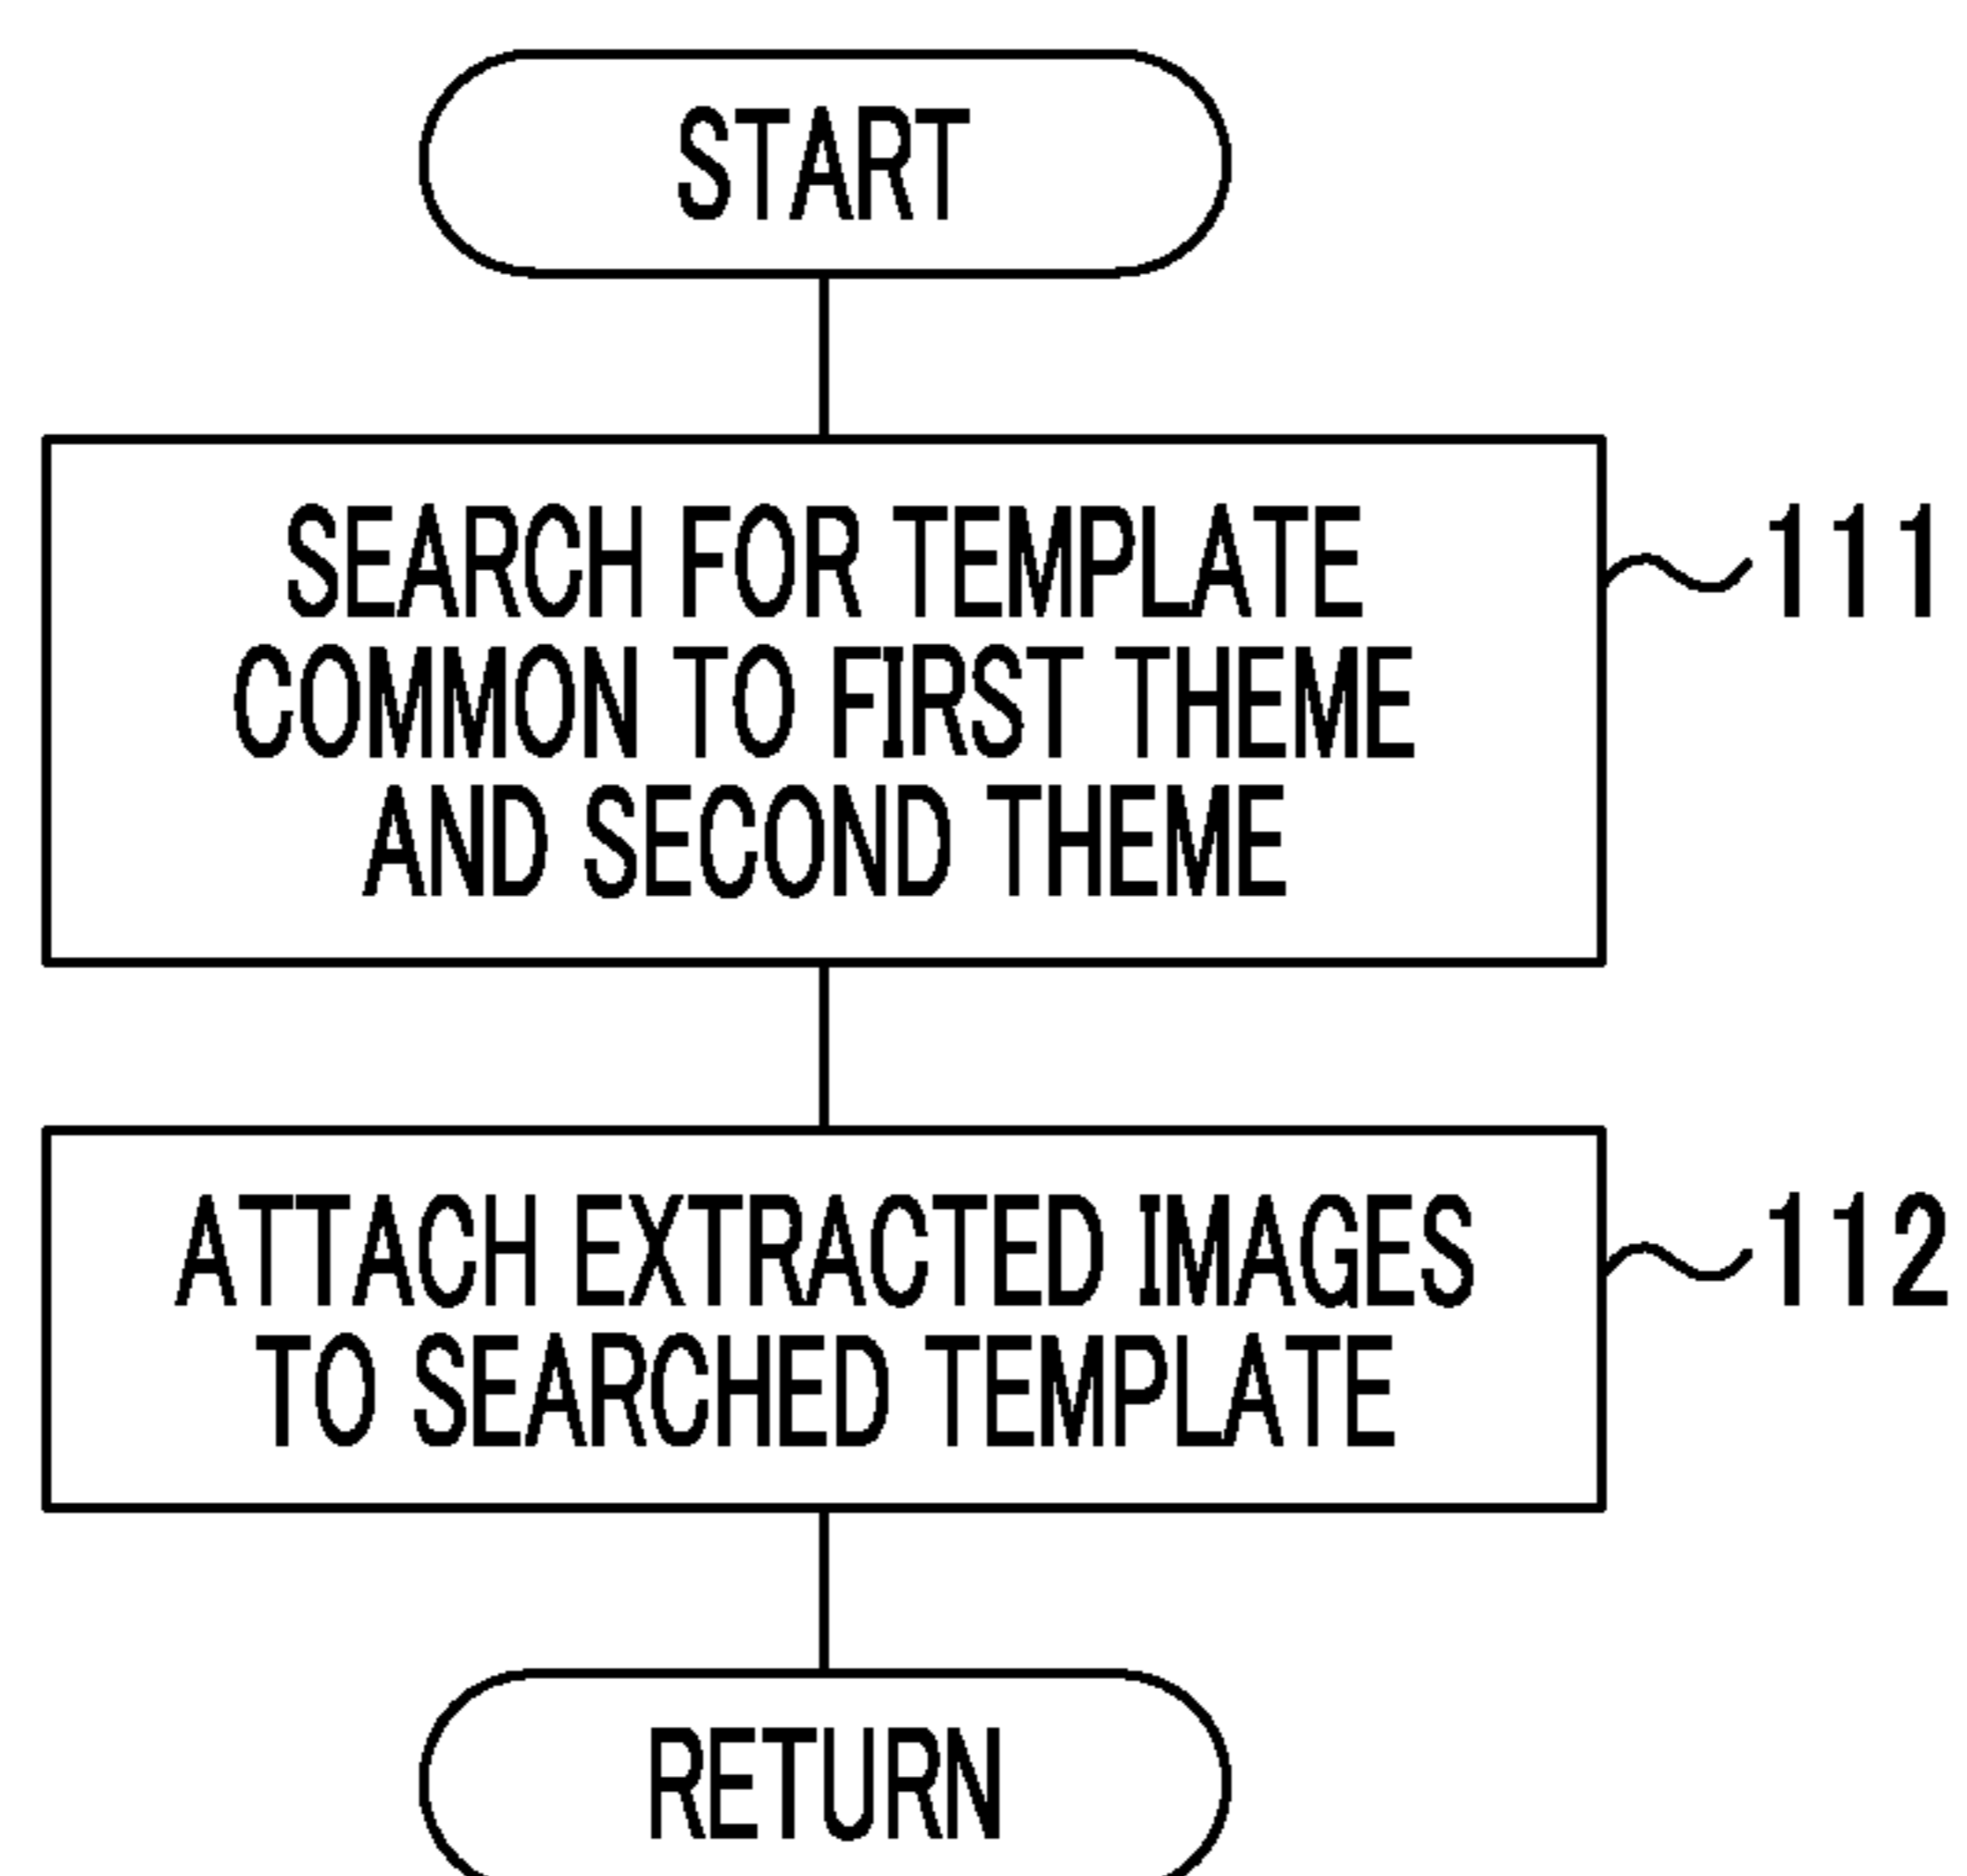 START
SEARCH FOR TEMPLATE
COMMON TO FIRST THEME
AND SECOND THEME
111
ATTACH EXTRACTED IMAGES
TO SEARCHED TEMPLATE
112
RETURN